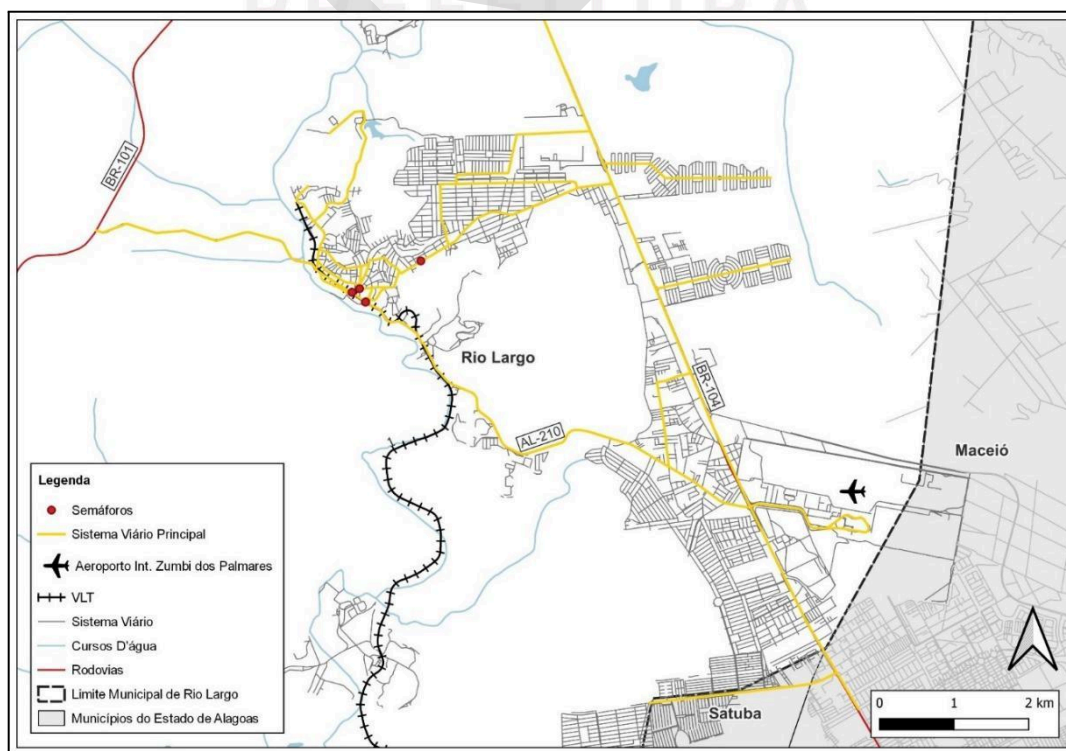 PREFEITURA
BR-101
Rio Largo
AL-210
BR-104
Maceió
Satuba
Legenda
Semáforos
Sistema Viário Principal
Aeroporto Int. Zumbi dos Palmares
VLT
Sistema Viário
Cursos D'água
Rodovias
Limite Municipal de Rio Largo
Municípios do Estado de Alagoas
0 1 2 km